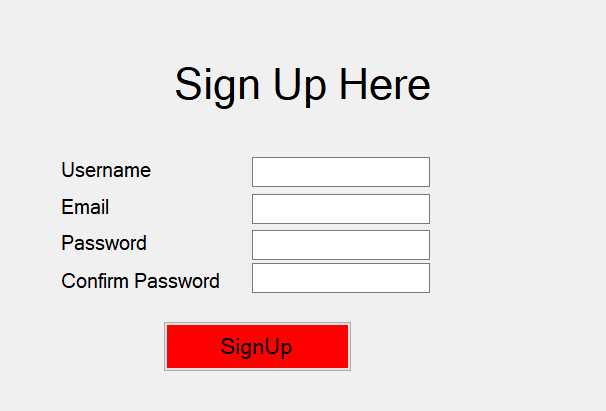 Sign Up Here
Username
Email
Password
Confirm Password
SignUp